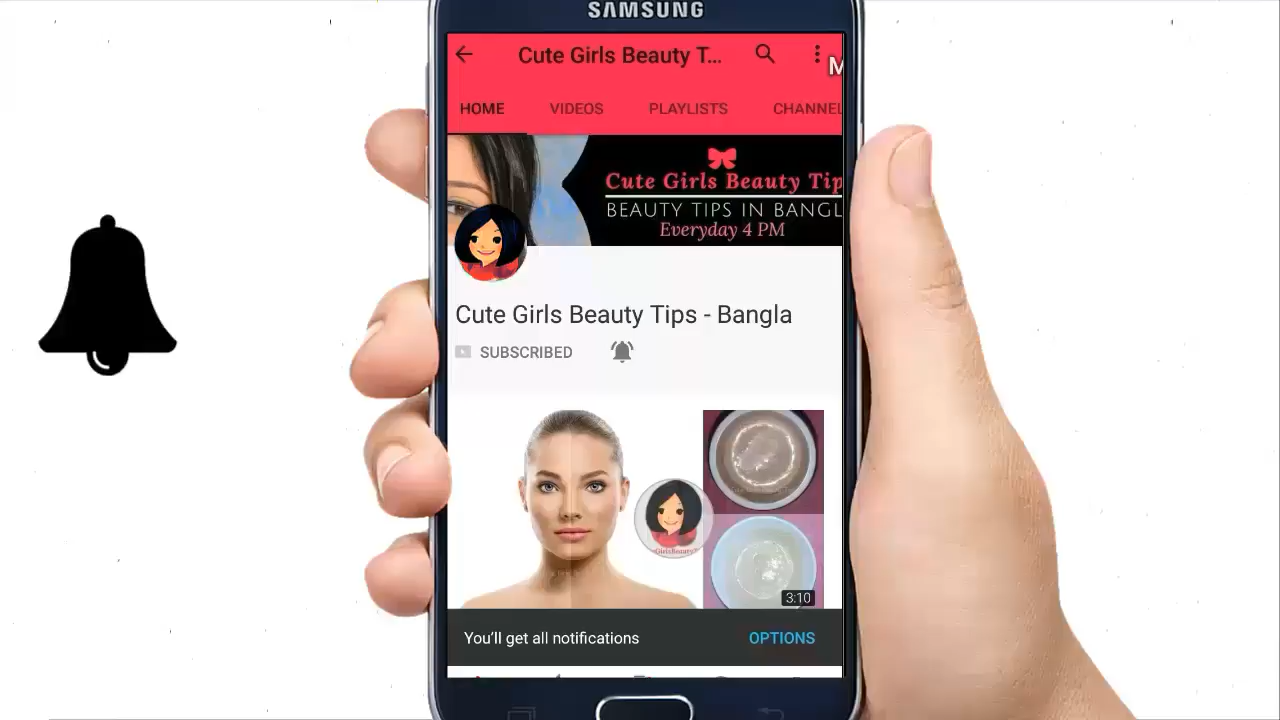 SAMSUNG
Cute Girls Beauty T...
M
HOME VIDEOS PLAYLISTS CHANNEL
Cute Girls Beauty Tip
BEAUTY TIPS IN BANGL
Everyday 4 PM
Cute Girls Beauty Tips - Bangla
SUBSCRIBED
3:10
You'll get all notifications OPTIONS